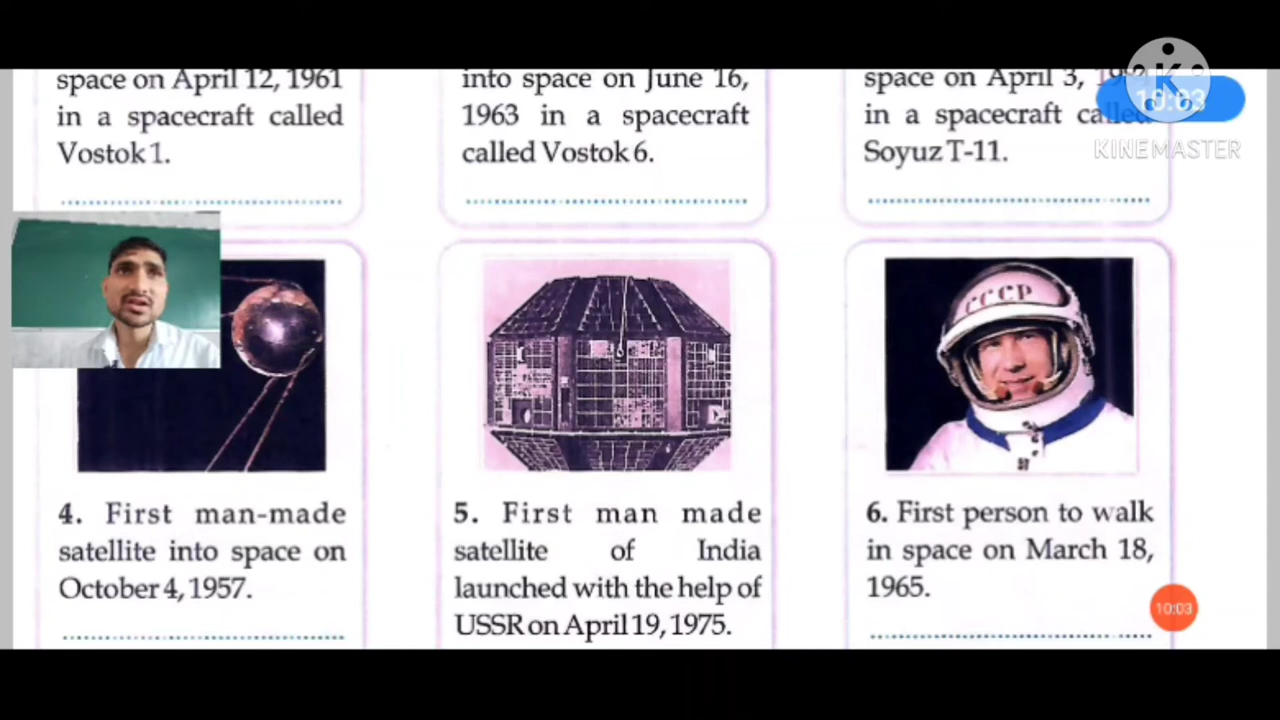 space on April 12, 1961
in a spacecraft called
Vostok 1.
into space on June 16,
1963 in a spacecraft
called Vostok 6.
space on April 3,
in a spacecraft called
Soyuz T-11.
10:03
KINEMASTER
CCCP
4. First man-made
satellite into space on
October 4, 1957.
5. First man made
satellite of India
launched with the help of
USSR on April 19, 1975.
6. First person to walk
in space on March 18,
1965.
10:03